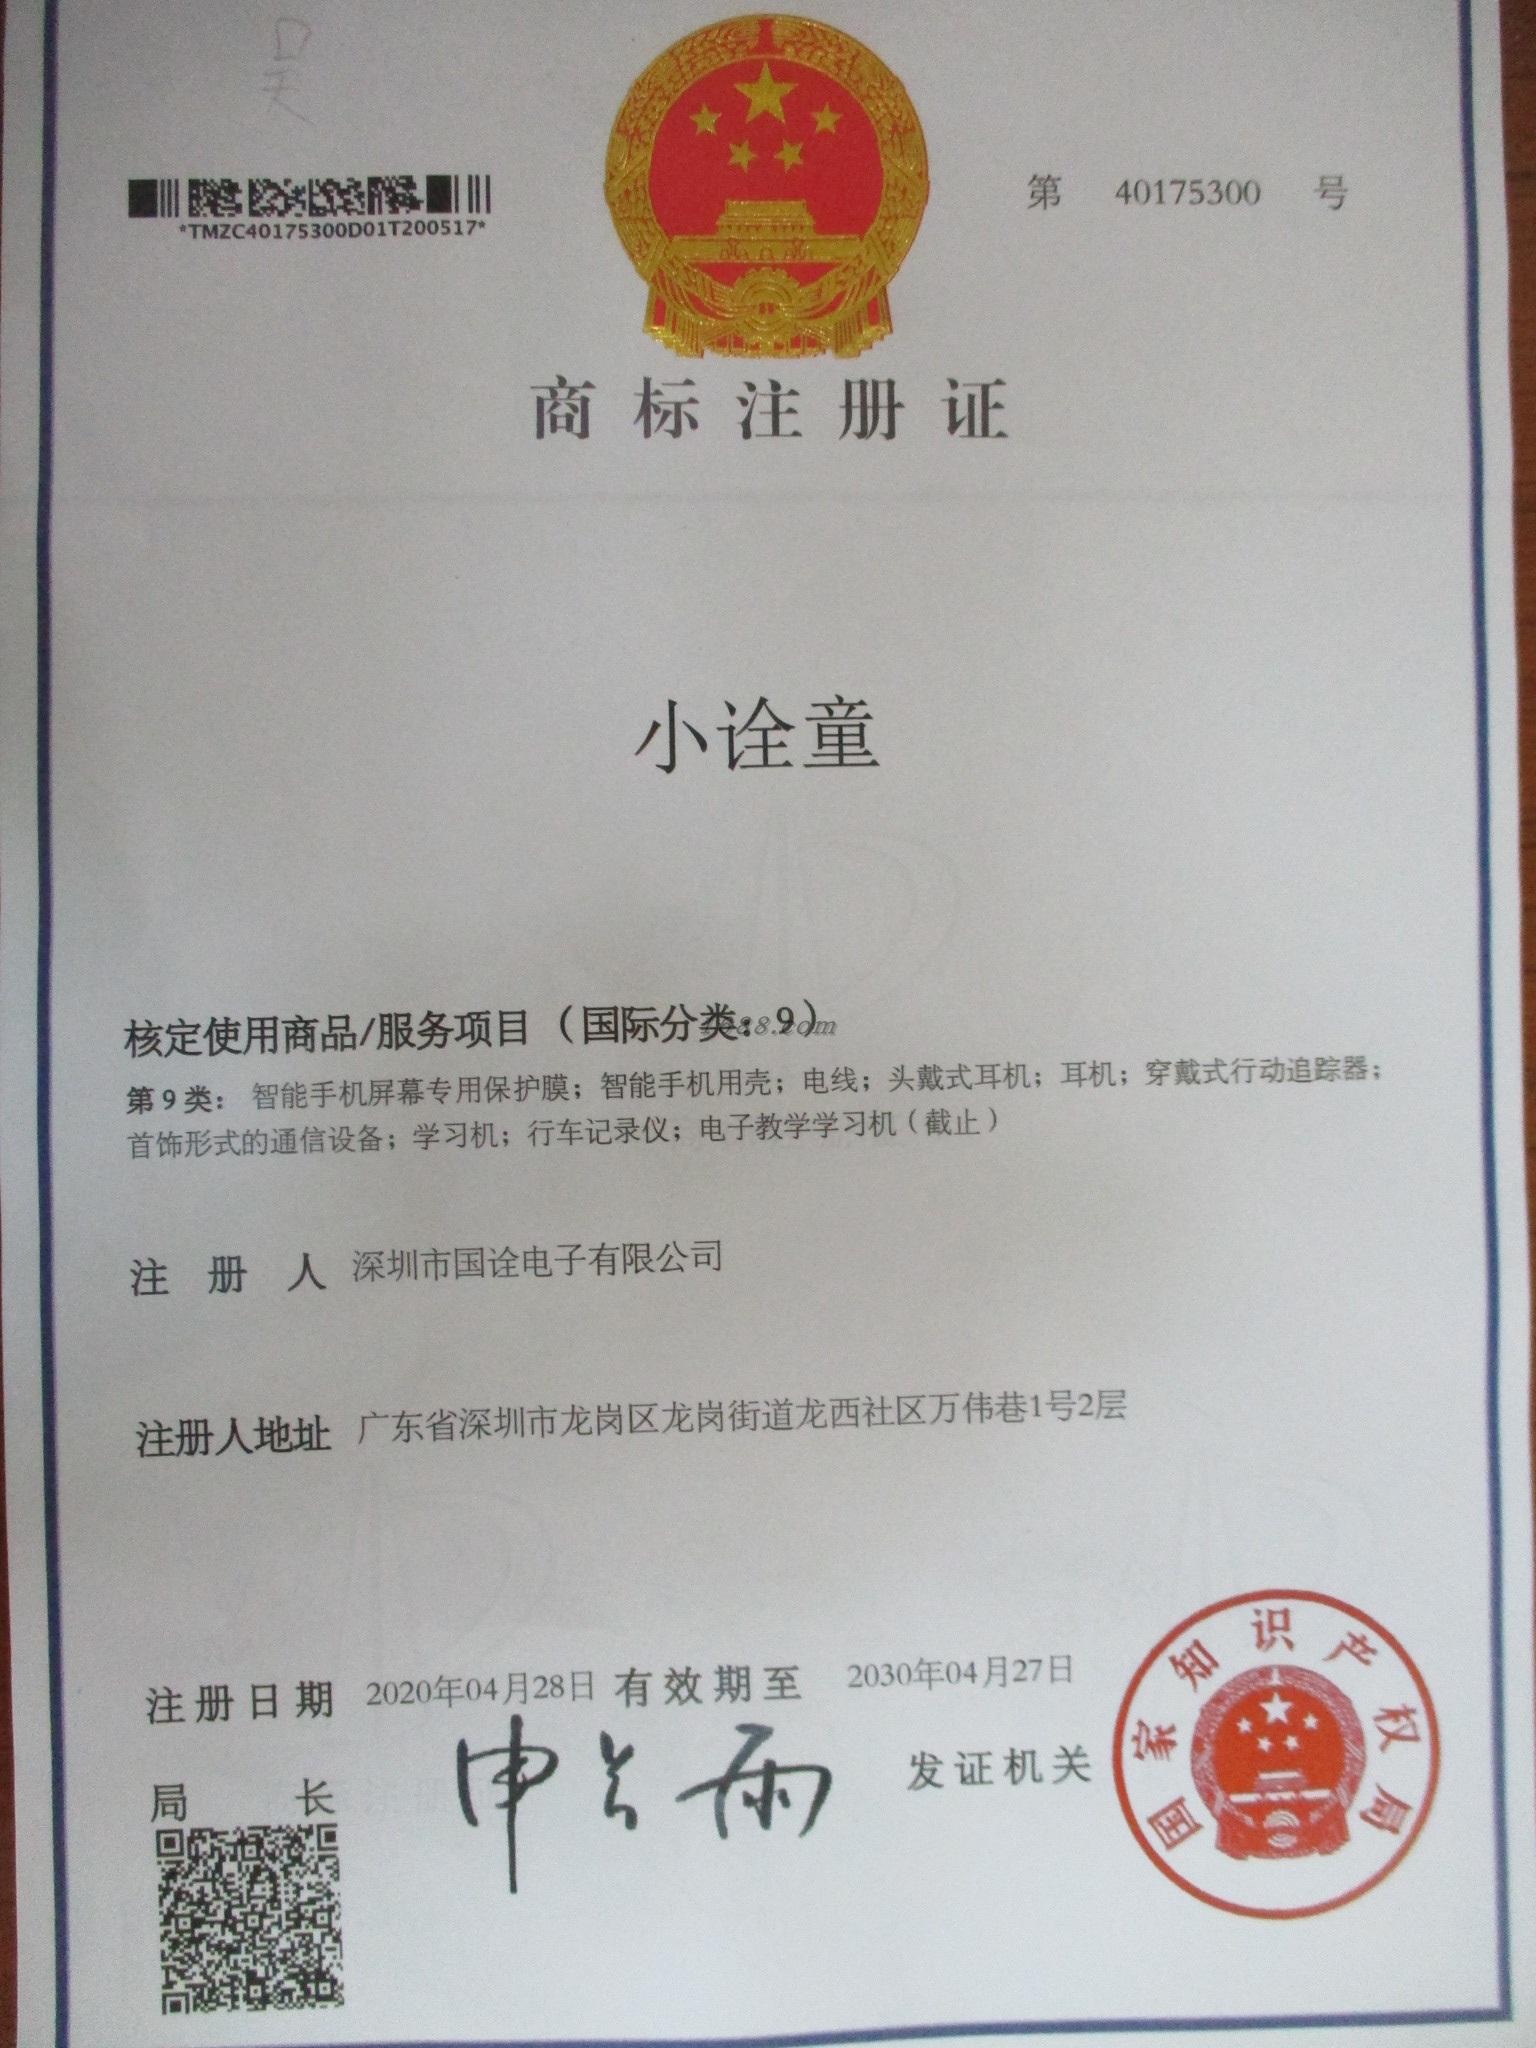 吴
*TMZC40175300D01T200517*
第 40175300 号
商标注册证
小诠童
核定使用商品/服务项目（国际分类：9）
第9类：智能手机屏幕专用保护膜；智能手机用壳；电线；头戴式耳机；耳机；穿戴式行动追踪器；
首饰形式的通信设备；学习机；行车记录仪；电子教学学习机（截止）
注册人 深圳市国诠电子有限公司
注册人地址 广东省深圳市龙岗区龙岗街道龙西社区万伟巷1号2层
注册日期 2020年04月28日 有效期至 2030年04月27日
局长 申长雨 发证机关
国家知识产权局